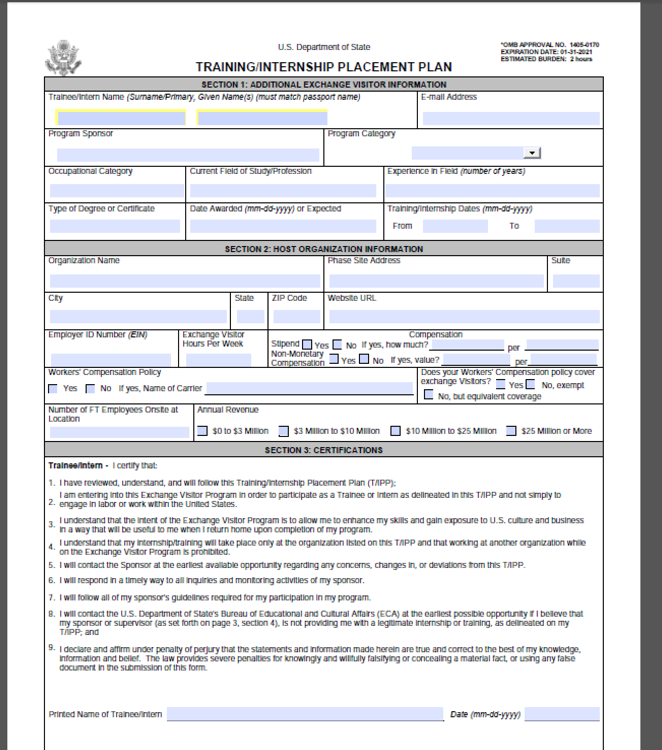 U.S. Department of State
*OMB APPROVAL NO. 1405-0170
EXPIRATION DATE: 01-31-2021
ESTIMATED BURDEN: 2 hours
TRAINING/INTERNSHIP PLACEMENT PLAN
SECTION 1: ADDITIONAL EXCHANGE VISITOR INFORMATION
Trainee/Intern Name (Surname/Primary, Given Name(s) (must match passport name)
E-mail Address
Program Sponsor
Program Category
Occupational Category
Current Field of Study/Profession
Experience in Field (number of years)
Type of Degree or Certificate
Date Awarded (mm-dd-yyyy) or Expected
Training/Internship Dates (mm-dd-yyyy)
From To
SECTION 2: HOST ORGANIZATION INFORMATION
Organization Name
Phase Site Address
Suite
City
State
ZIP Code
Website URL
Employer ID Number (EIN)
Exchange Visitor
Hours Per Week
Compensation
Stipend Yes No If yes, how much? per
Non-Monetary
Compensation Yes No If yes, value? per
Workers' Compensation Policy
Yes No If yes, Name of Carrier
Does your Workers' Compensation policy cover
exchange Visitors? Yes No, exempt
No, but equivalent coverage
Number of FT Employees Onsite at
Location
Annual Revenue
$0 to $3 Million $3 Million to $10 Million $10 Million to $25 Million $25 Million or More
SECTION 3: CERTIFICATIONS
Trainee/Intern - I certify that:
1. I have reviewed, understand, and will follow this Training/Internship Placement Plan (T/IPP);
2. I am entering into this Exchange Visitor Program in order to participate as a Trainee or Intern as delineated in this T/IPP and not simply to
engage in labor or work within the United States.
3. I understand that the intent of the Exchange Visitor Program is to allow me to enhance my skills and gain exposure to U.S. culture and business
in a way that will be useful to me when I return home upon completion of my program.
4. I understand that my internship/training will take place only at the organization listed on this T/IPP and that working at another organization while
on the Exchange Visitor Program is prohibited.
5. I will contact the Sponsor at the earliest available opportunity regarding any concerns, changes in, or deviations from this T/IPP.
6. I will respond in a timely way to all inquiries and monitoring activities of my sponsor.
7. I will follow all of my sponsor's guidelines required for my participation in my program.
8. I will contact the U.S. Department of State's Bureau of Educational and Cultural Affairs (ECA) at the earliest possible opportunity if I believe that
my sponsor or supervisor (as set forth on page 3, section 4), is not providing me with a legitimate internship or training, as delineated on my
T/IPP; and
9. I declare and affirm under penalty of perjury that the statements and information made herein are true and correct to the best of my knowledge,
information and belief. The law provides severe penalties for knowingly and willfully falsifying or concealing a material fact, or using any false
document in the submission of this form.
Printed Name of Trainee/Intern Date (mm-dd-yyyy)